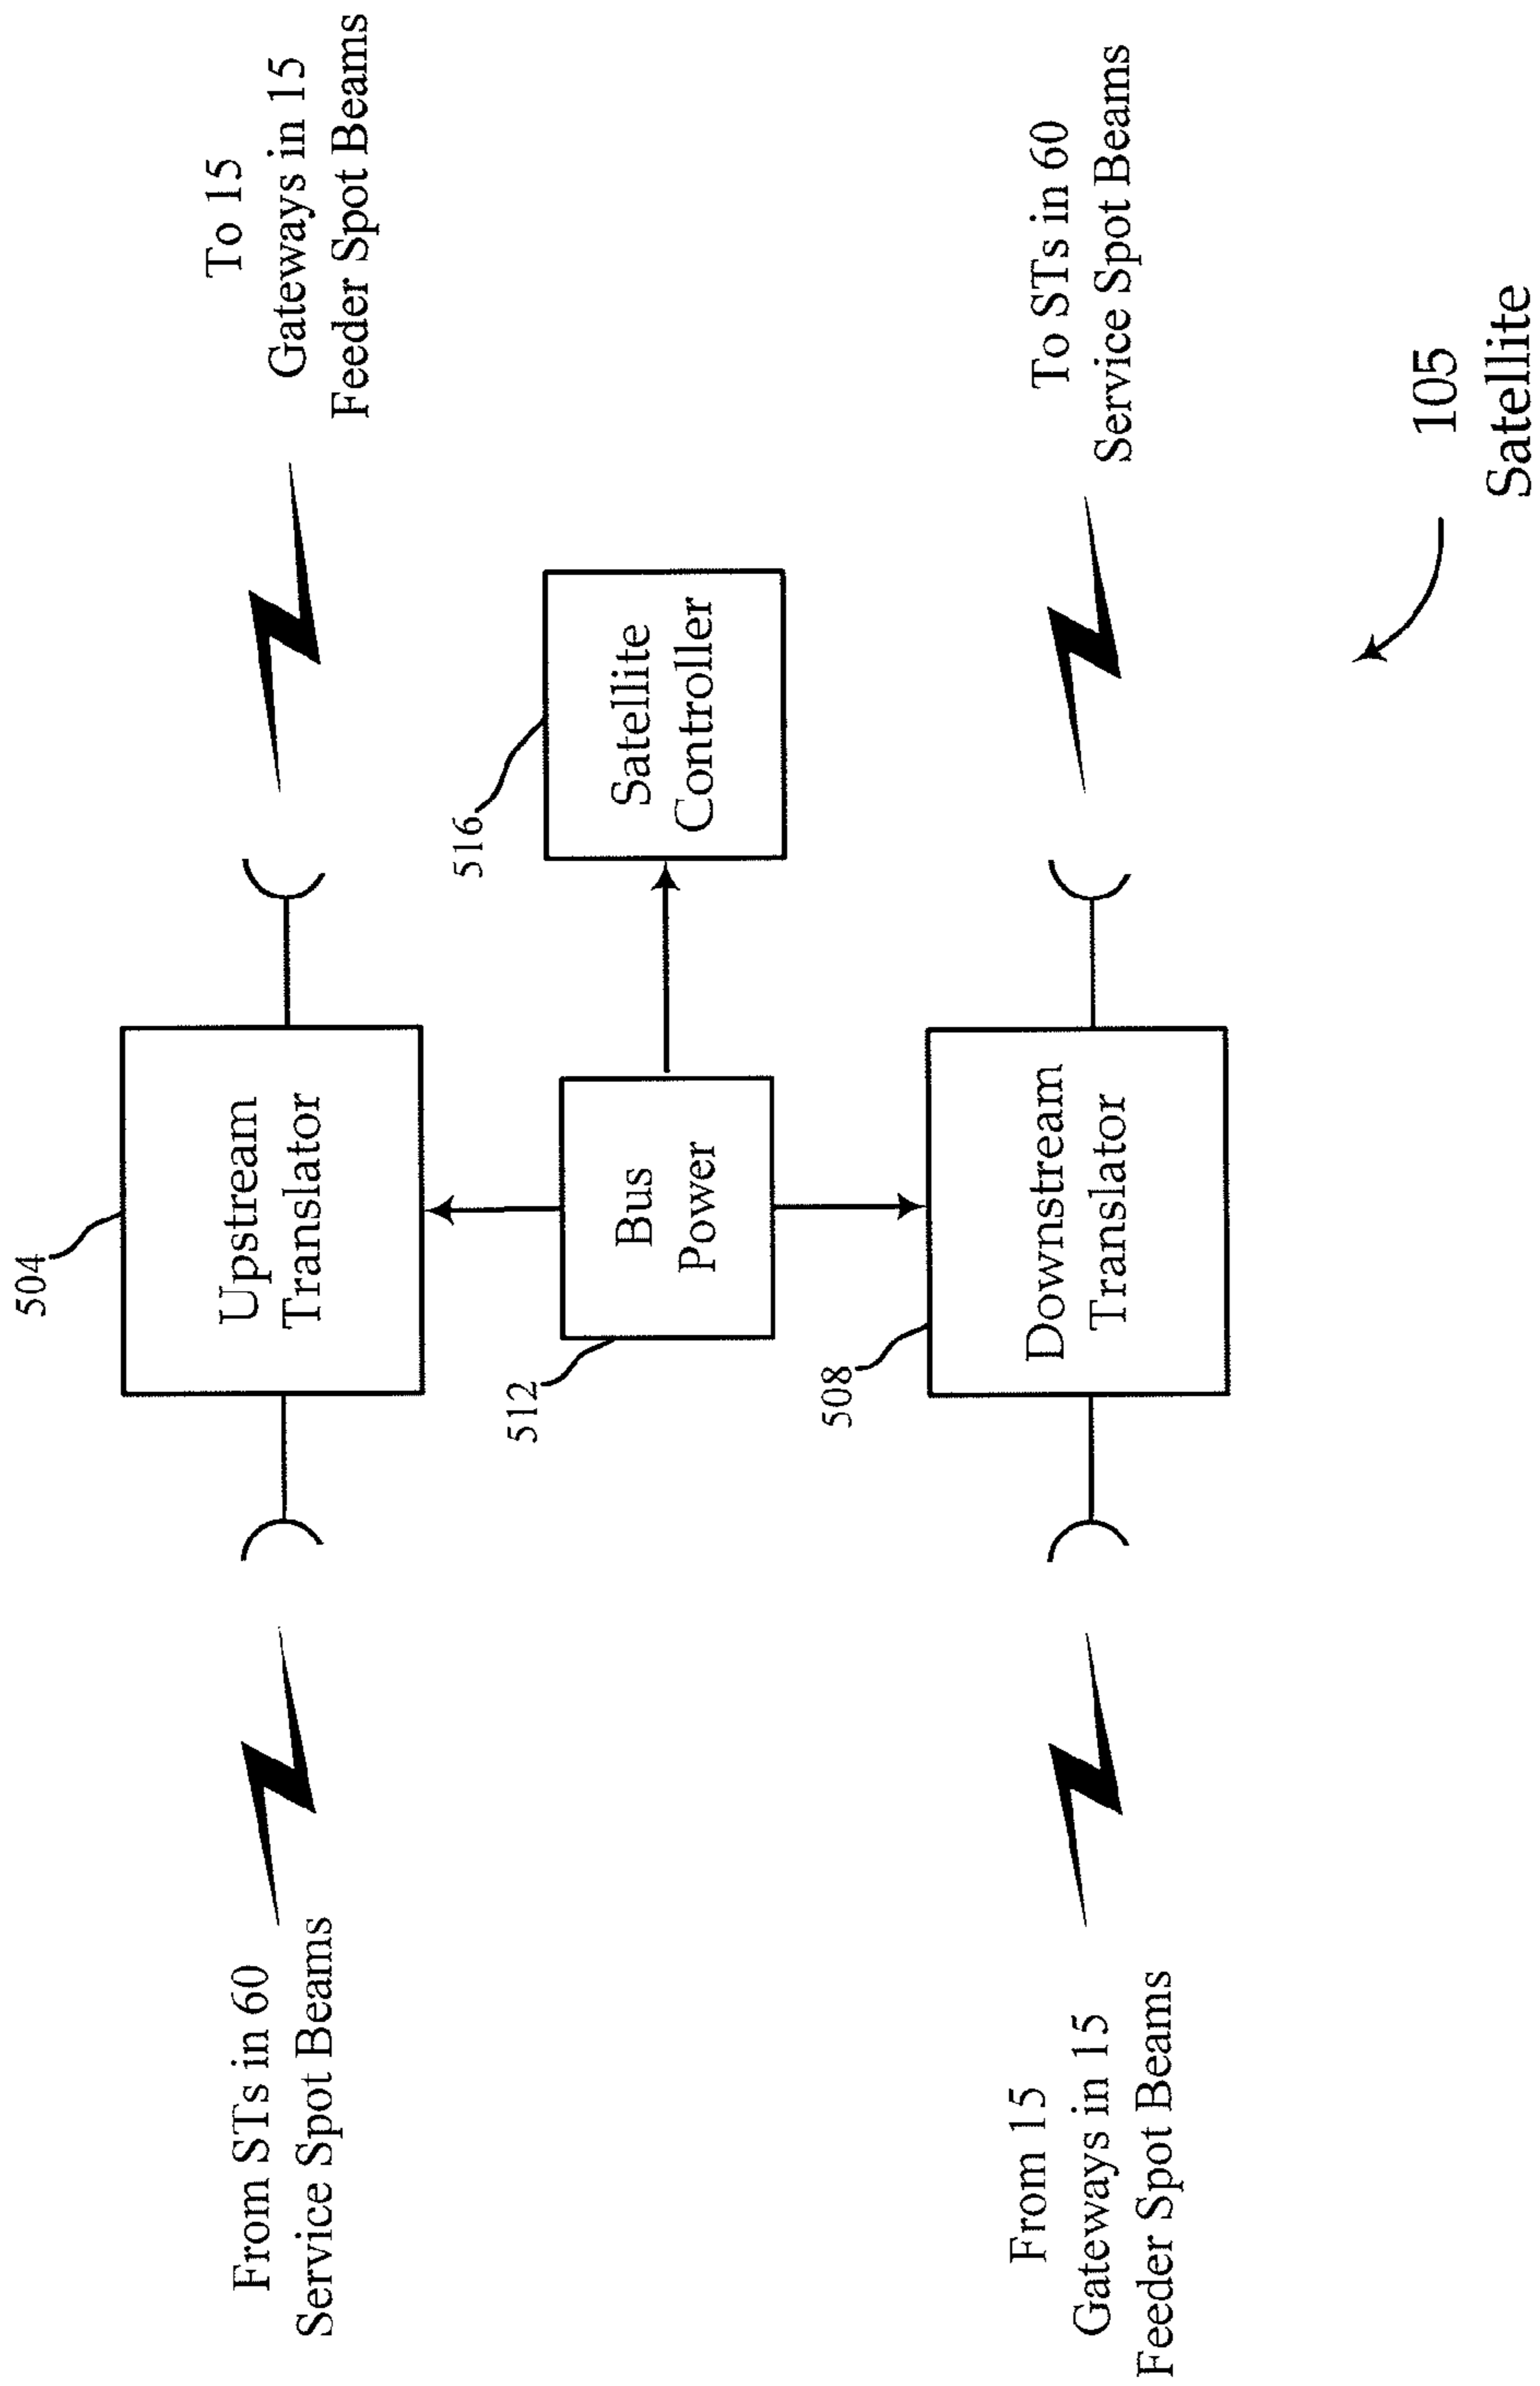 From STs in 60
Service Spot Beams
504
Upstream
Translator
To 15
Gateways in 15
Feeder Spot Beams
512
Bus
Power
516
Satellite
Controller
From 15
Gateways in 15
Feeder Spot Beams
508
Downstream
Translator
To STs in 60
Service Spot Beams
105
Satellite